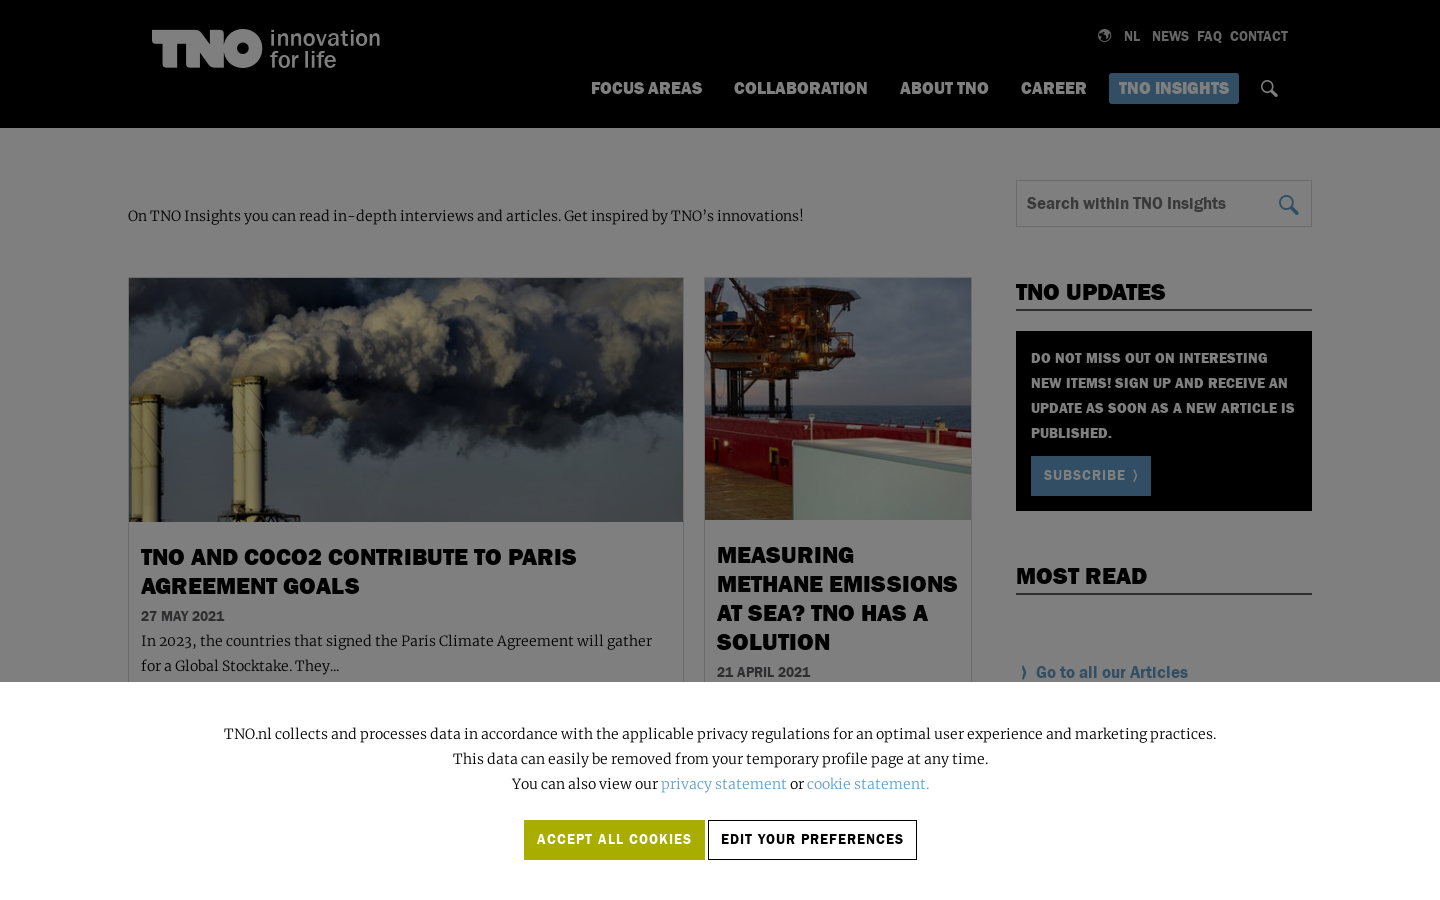 TNO innovation
for life
NL NEWS FAQ CONTACT
FOCUS AREAS COLLABORATION ABOUT TNO CAREER TNO INSIGHTS
On TNO Insights you can read in-depth interviews and articles. Get inspired by TNO’s innovations!
Search within TNO Insights
TNO UPDATES
DO NOT MISS OUT ON INTERESTING
NEW ITEMS! SIGN UP AND RECEIVE AN
UPDATE AS SOON AS A NEW ARTICLE IS
PUBLISHED.
SUBSCRIBE
TNO AND COCO2 CONTRIBUTE TO PARIS
AGREEMENT GOALS
27 MAY 2021
In 2023, the countries that signed the Paris Climate Agreement will gather
for a Global Stocktake. They...
MEASURING
METHANE EMISSIONS
AT SEA? TNO HAS A
SOLUTION
21 APRIL 2021
MOST READ
Go to all our Articles
TNO.nl collects and processes data in accordance with the applicable privacy regulations for an optimal user experience and marketing practices.
This data can easily be removed from your temporary profile page at any time.
You can also view our privacy statement or cookie statement.
ACCEPT ALL COOKIES EDIT YOUR PREFERENCES